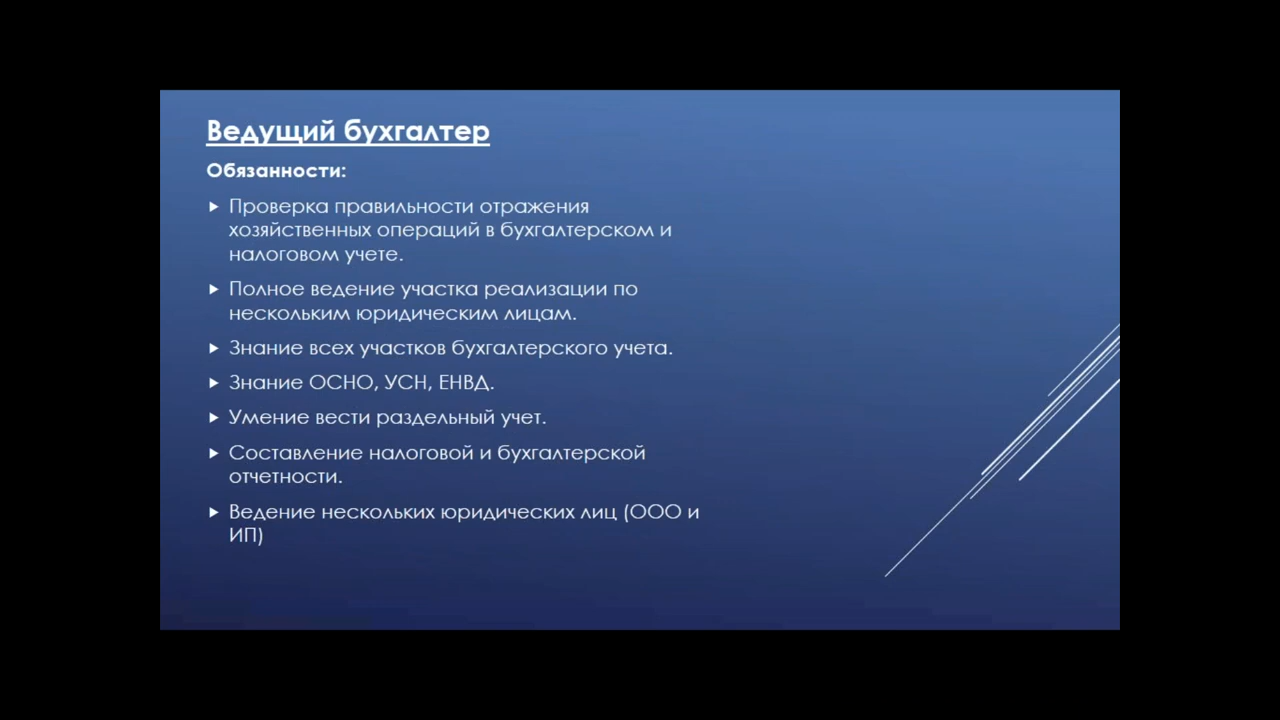 Ведущий бухгалтер
Обязанности:
Проверка правильности отражения
хозяйственных операций в бухгалтерском и
налоговом учете.
Полное ведение участка реализации по
нескольким юридическим лицам.
Знание всех участков бухгалтерского учета.
Знание ОСНО, УСН, ЕНВД.
Умение вести раздельный учет.
Составление налоговой и бухгалтерской
отчетности.
Ведение нескольких юридических лиц (ООО и
ИП)